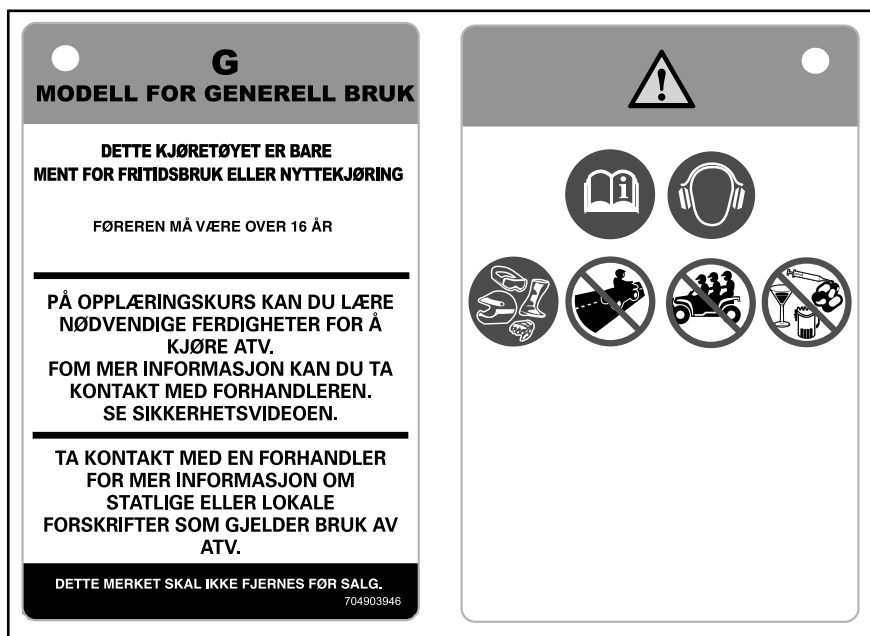 G
MODELL FOR GENERELL BRUK
DETTE KJØRETØYET ER BARE
MENT FOR FRITIDSBRUK ELLER NYTTEKJØRING
FØREREN MÅ VÆRE OVER 16 ÅR
PÅ OPPLÆRINGSKURS KAN DU LÆRE
NØDVENDIGE FERDIGHETER FOR Å
KJØRE ATV.
FOM MER INFORMASJON KAN DU TA
KONTAKT MED FORHANDLEREN.
SE SIKKERHETSVIDEOEN.
TA KONTAKT MED EN FORHANDLER
FOR MER INFORMASJON OM
STATLIGE ELLER LOKALE
FORSKRIFTER SOM GJELDER BRUK AV
ATV.
DETTE MERKET SKAL IKKE FJERNES FØR SALG.
704903946